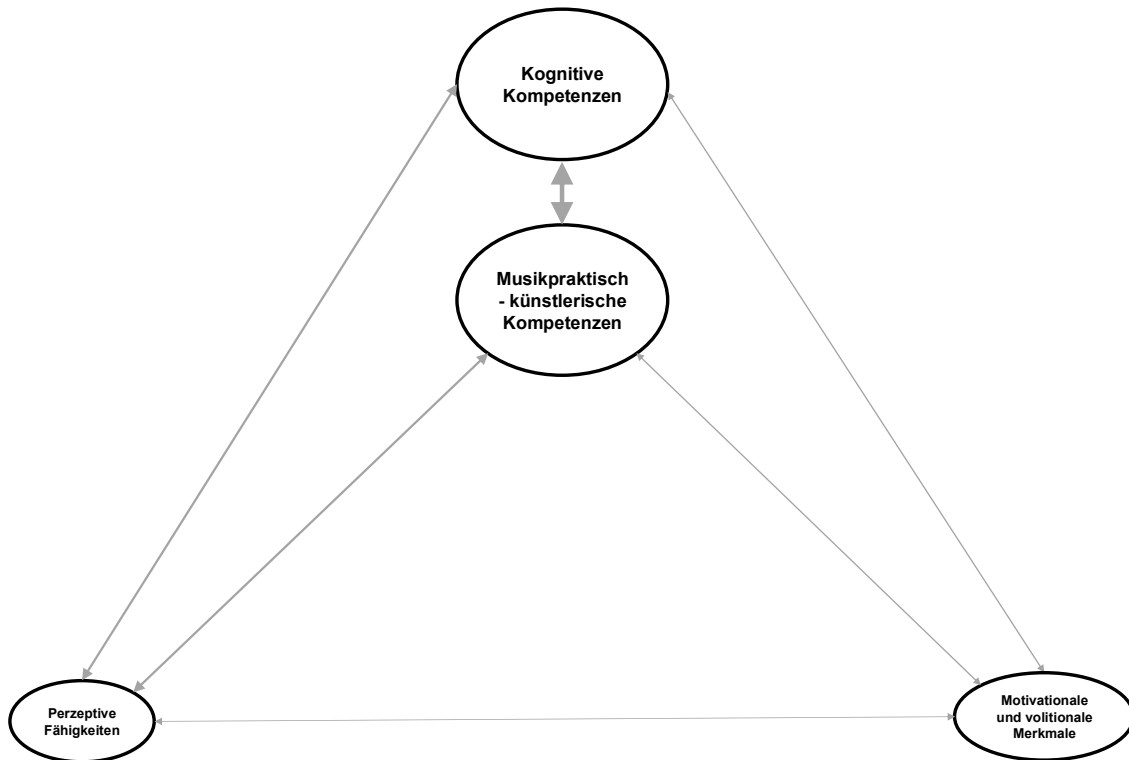 Kognitive
Kompetenzen
Musikpraktisch
- künstlerische
Kompetenzen
Perzeptive
Fähigkeiten
Motivationale
und volitionale
Merkmale